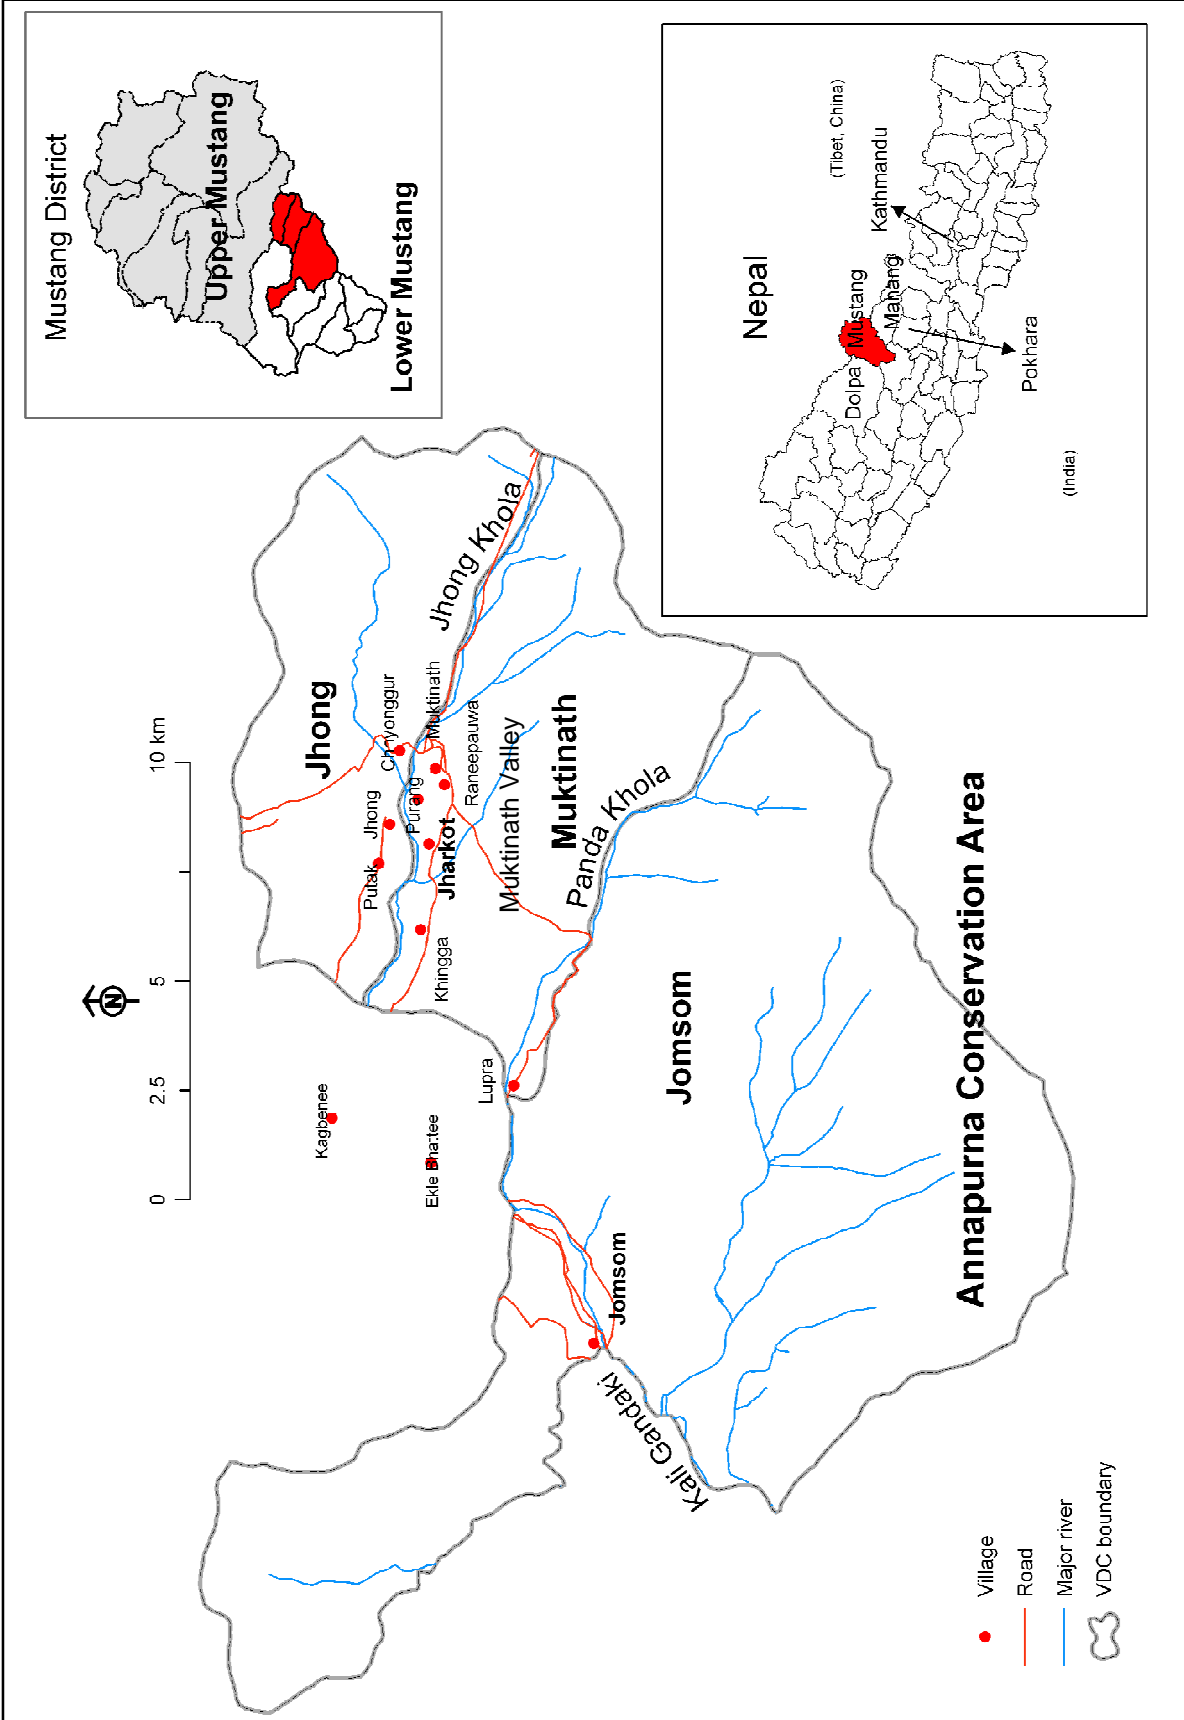 Mustang District
Upper Mustang
Lower Mustang
Nepal
(Tibet, China)
Kathmandu
Dolpa
Mustang
Manang
Pokhara
(India)
N
0
2.5
5
10 km
Jhong
Jhong Khola
Chhyonggur
Muktinath
Jhong
Putak
Purang
Raneepauwa
Jharkot
Khingga
Muktinath Valley
Muktinath
Panda Khola
Kagbenee
Ekle Bhattee
Lupra
Jomsom
Jomsom
Kali Gandaki
Annapurna Conservation Area
Village
Road
Major river
VDC boundary